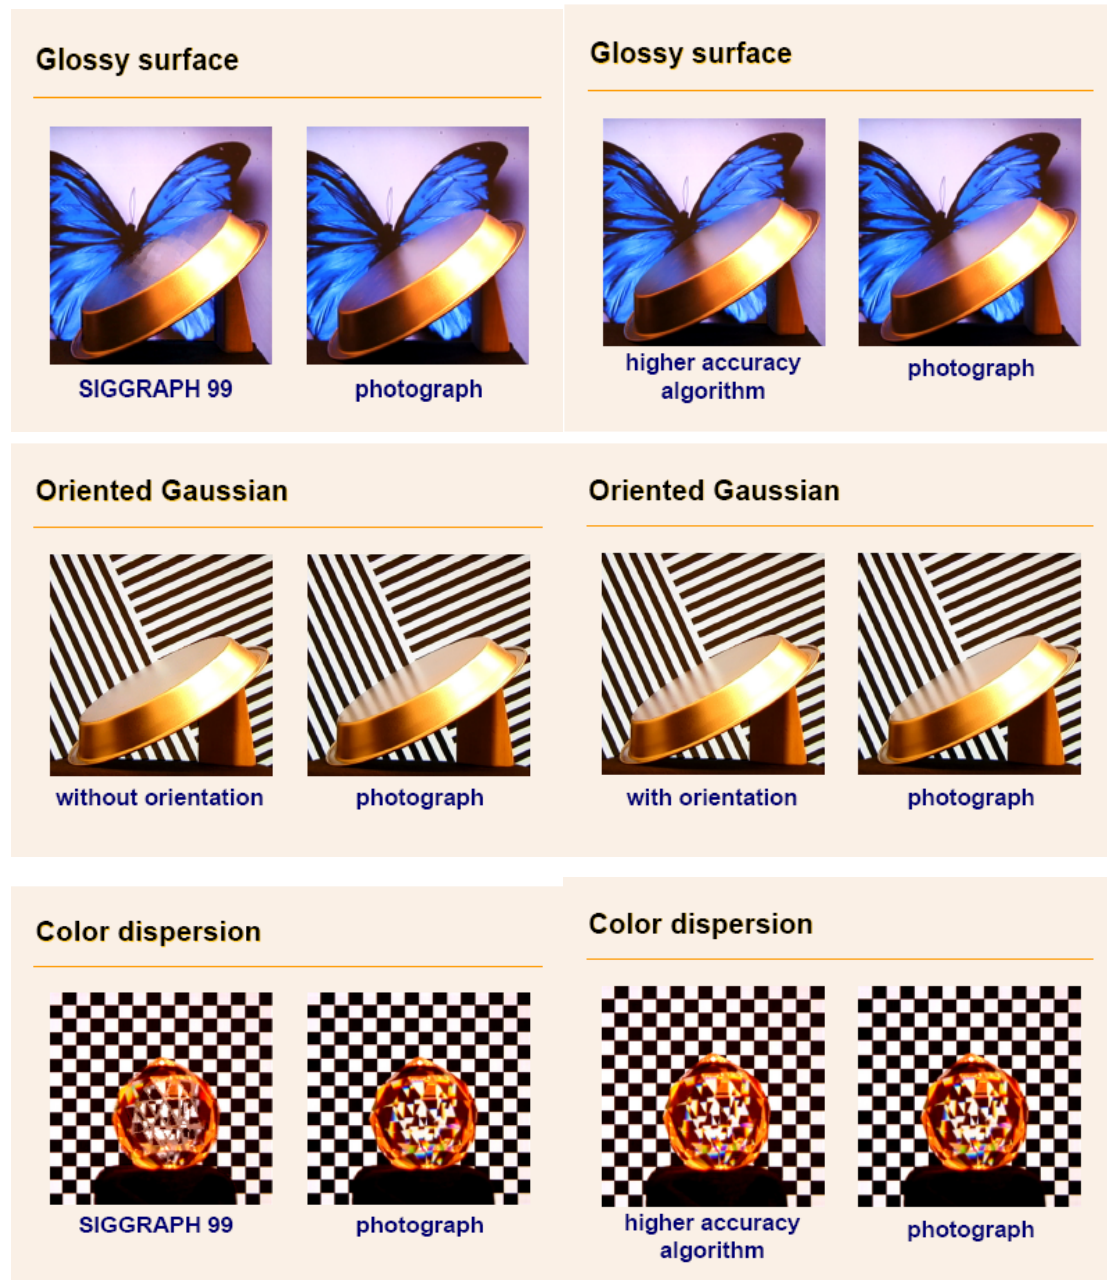 Glossy surface
SIGGRAPH 99
photograph
Glossy surface
higher accuracy
algorithm
photograph
Oriented Gaussian
without orientation
photograph
Oriented Gaussian
with orientation
photograph
Color dispersion
SIGGRAPH 99
photograph
Color dispersion
higher accuracy
algorithm
photograph